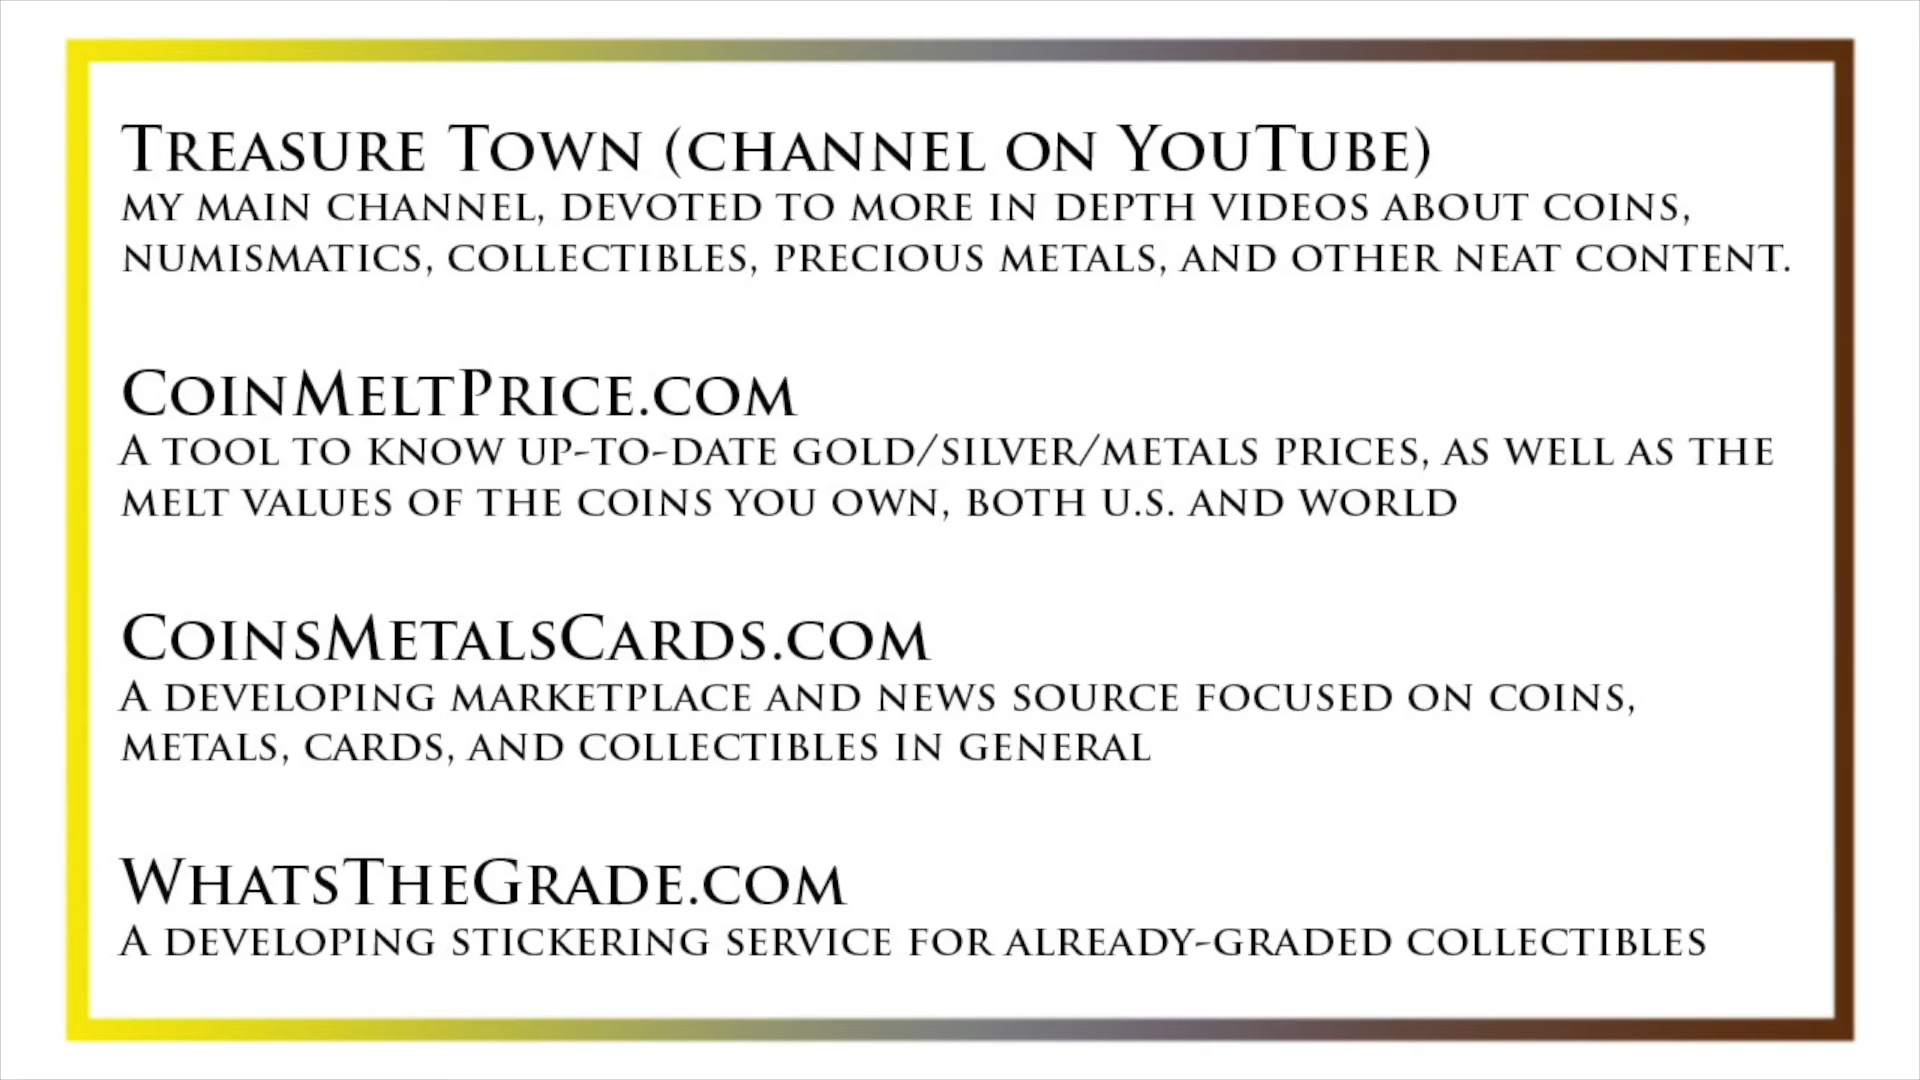 Treasure Town (channel on YouTube)
my main channel, devoted to more in depth videos about coins,
numismatics, collectibles, precious metals, and other neat content.
CoinMeltPrice.com
A tool to know up-to-date gold/silver/metals prices, as well as the
melt values of the coins you own, both U.S. and world
CoinsMetalsCards.com
A developing marketplace and news source focused on coins,
metals, cards, and collectibles in general
WhatsTheGrade.com
A developing stickering service for already-graded collectibles